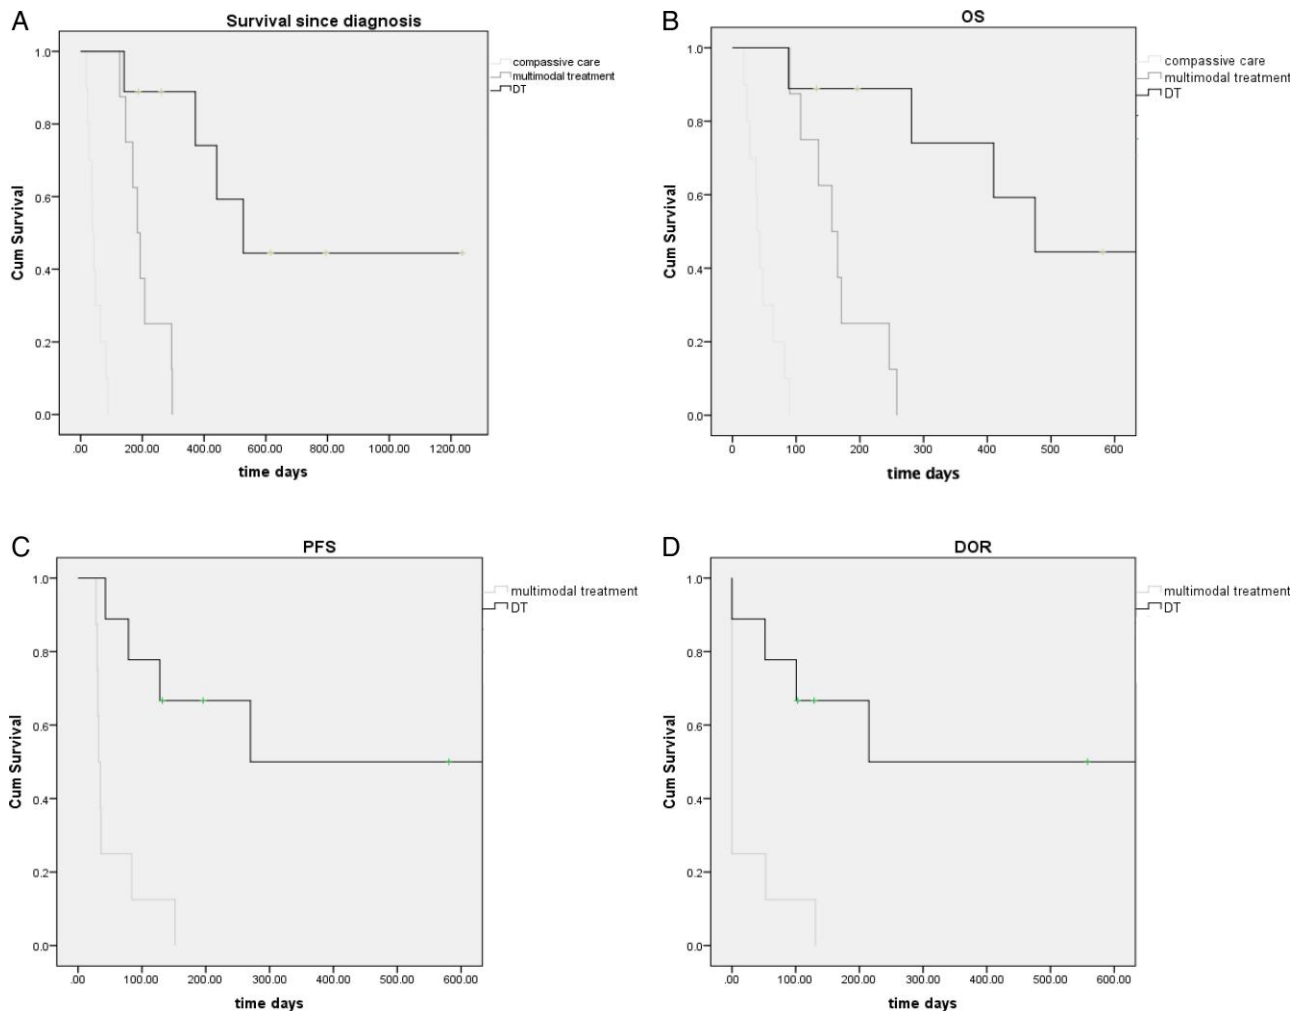 A
Survival since diagnosis
compassive care
multimodal treatment
DT
Cum Survival
1.0
0.8
0.6
0.4
0.2
0.0
.00 200.00 400.00 600.00 800.00 1000.00 1200.00
time days
B
OS
compassive care
multimodal treatment
DT
Cum Survival
1.0
0.8
0.6
0.4
0.2
0.0
0 100 200 300 400 500 600
time days
C
PFS
multimodal treatment
DT
Cum Survival
1.0
0.8
0.6
0.4
0.2
0.0
.00 100.00 200.00 300.00 400.00 500.00 600.00
time days
D
DOR
multimodal treatment
DT
Cum Survival
1.0
0.8
0.6
0.4
0.2
0.0
.00 100.00 200.00 300.00 400.00 500.00 600.00
time days